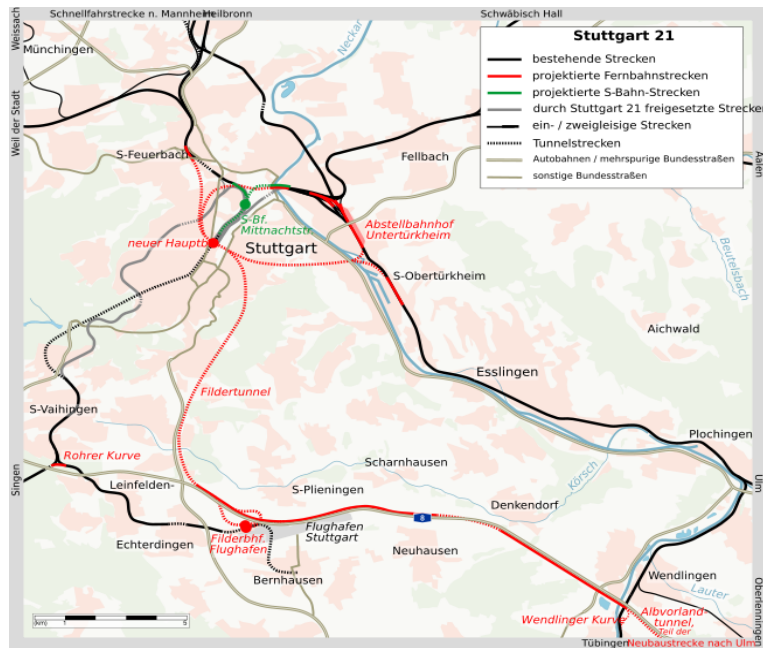 Schnellfahrstrecke n. Mannheim
Heilbronn
Schwäbisch Hall
Weissach
Münchingen
Neckar
Stuttgart 21
bestehende Strecken
projektierte Fernbahnstrecken
projektierte S-Bahn-Strecken
durch Stuttgart 21 freigesetzte Strecken
ein- / zweigleisige Strecken
Tunnelstrecken
Autobahnen / mehrspurige Bundesstraßen
sonstige Bundesstraßen
Weil der Stadt
S-Feuerbach
Fellbach
Aalen
S-Bf.
Mittnachtstr.
Abstellbahnhof
Untertürkheim
neuer Hauptb
Stuttgart
S-Obertürkheim
Beutelsbach
Aichwald
Esslingen
Fildertunnel
S-Vaihingen
Plochingen
Rohrer Kurve
Scharnhausen
Körsch
Singen
Leinfelden-
S-Plieningen
Ulm
Denkendorf
8
Flughafen
Stuttgart
Filderbhf.
Flughafen
Echterdingen
Neuhausen
Bernhausen
Wendlingen
Lauter
Oberlenningen
(km) 1 5
Wendlinger Kurve
Albvorland-
tunnel,
Teil der
Tübingen
Neubaustrecke nach Ulm